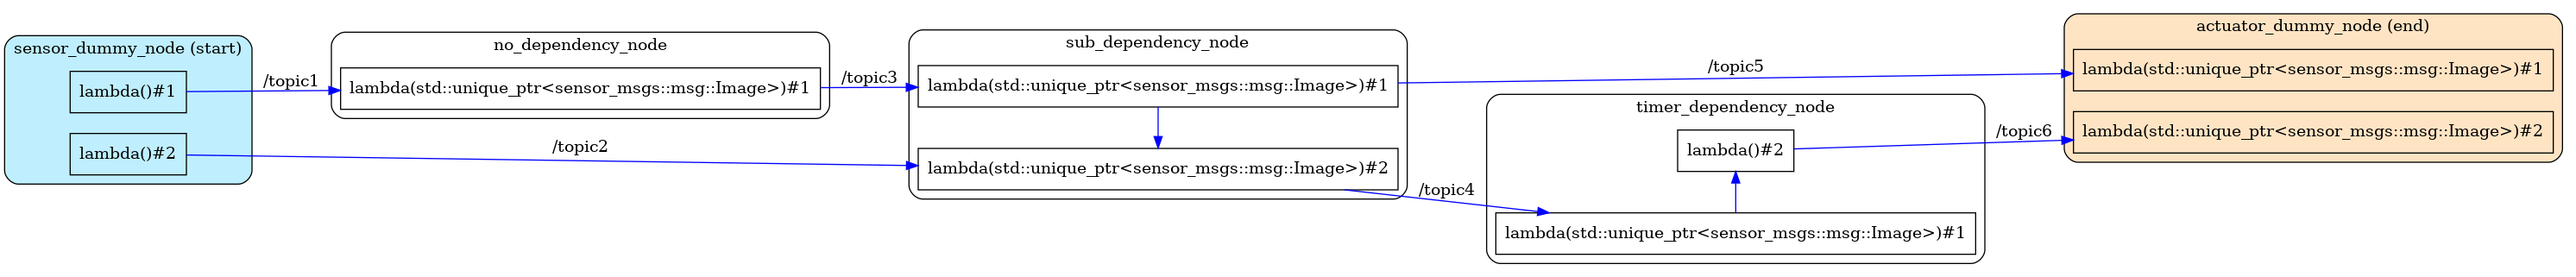 sensor_dummy_node (start)
lambda()#1
lambda()#2
/topic1
/topic2
no_dependency_node
lambda(std::unique_ptr<sensor_msgs::msg::Image>)#1
/topic3
sub_dependency_node
lambda(std::unique_ptr<sensor_msgs::msg::Image>)#1
lambda(std::unique_ptr<sensor_msgs::msg::Image>)#2
/topic5
/topic4
timer_dependency_node
lambda()#2
lambda(std::unique_ptr<sensor_msgs::msg::Image>)#1
/topic6
actuator_dummy_node (end)
lambda(std::unique_ptr<sensor_msgs::msg::Image>)#1
lambda(std::unique_ptr<sensor_msgs::msg::Image>)#2